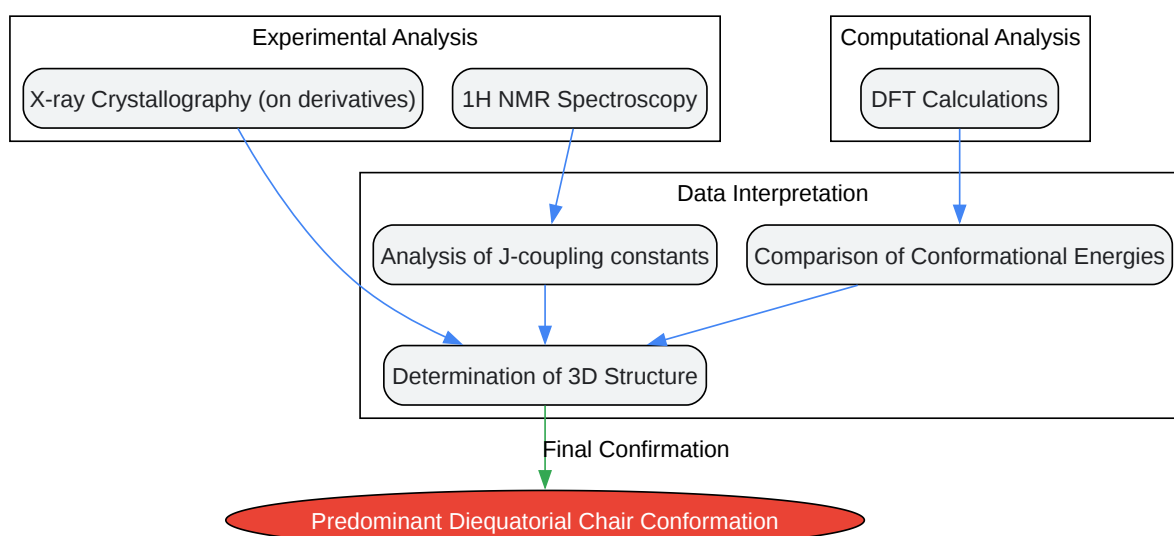 Experimental Analysis
Computational Analysis
X-ray Crystallography (on derivatives)
1H NMR Spectroscopy
DFT Calculations
Data Interpretation
Analysis of J-coupling constants
Comparison of Conformational Energies
Determination of 3D Structure
Final Confirmation
Predominant Diequatorial Chair Conformation